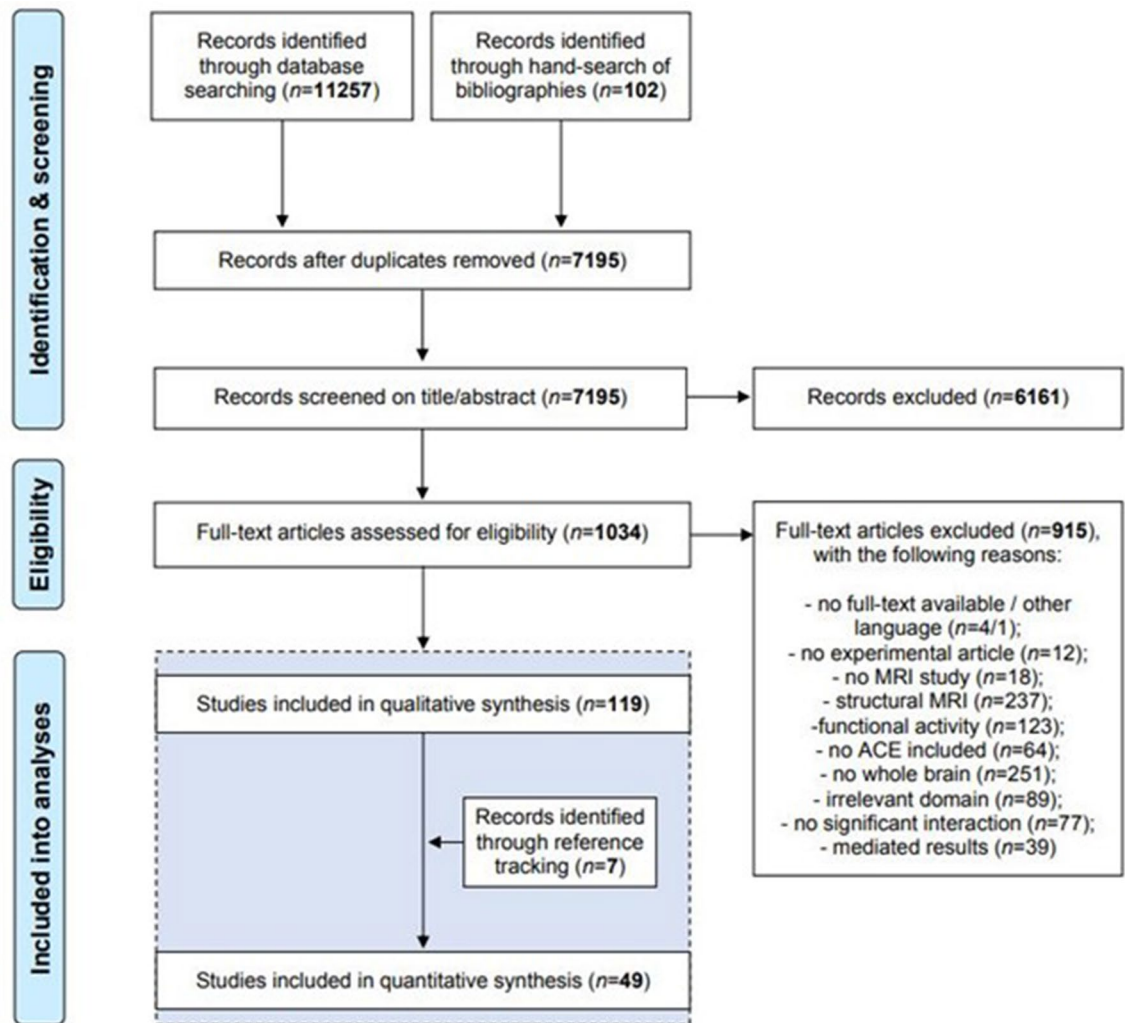 Identification & screening
Records identified
through database
searching (n=11257)
Records identified
through hand-search of
bibliographies (n=102)
Records after duplicates removed (n=7195)
Records screened on title/abstract (n=7195)
Records excluded (n=6161)
Eligibility
Full-text articles assessed for eligibility (n=1034)
Full-text articles excluded (n=915),
with the following reasons:
- no full-text available / other
language (n=4/1);
- no experimental article (n=12);
- no MRI study (n=18);
- structural MRI (n=237);
-functional activity (n=123);
- no ACE included (n=64);
- no whole brain (n=251);
- irrelevant domain (n=89);
- no significant interaction (n=77);
- mediated results (n=39)
Included into analyses
Studies included in qualitative synthesis (n=119)
Records identified
through reference
tracking (n=7)
Studies included in quantitative synthesis (n=49)